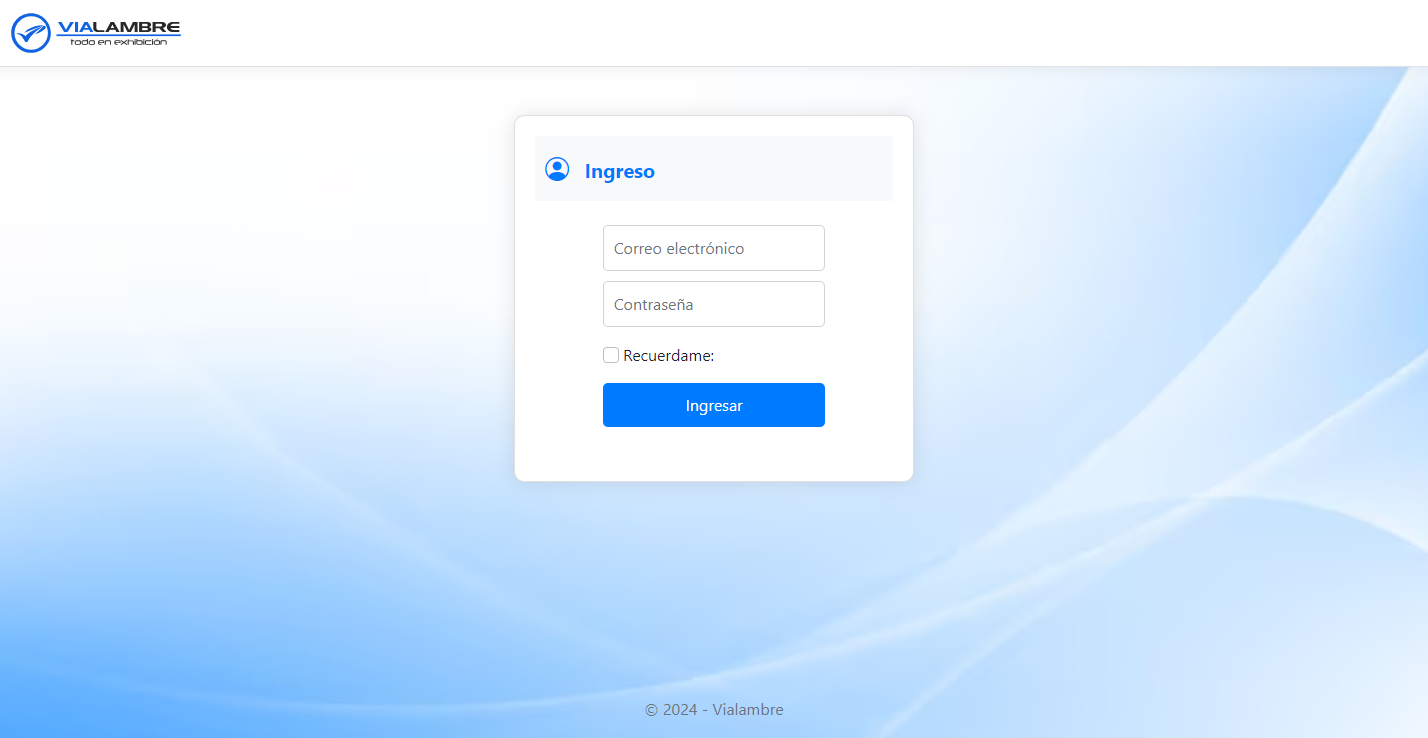 VIALAMBRE
todo en exhibición
Ingreso
Correo electrónico
Contraseña
Recuerdame:
Ingresar
© 2024 - Vialambre